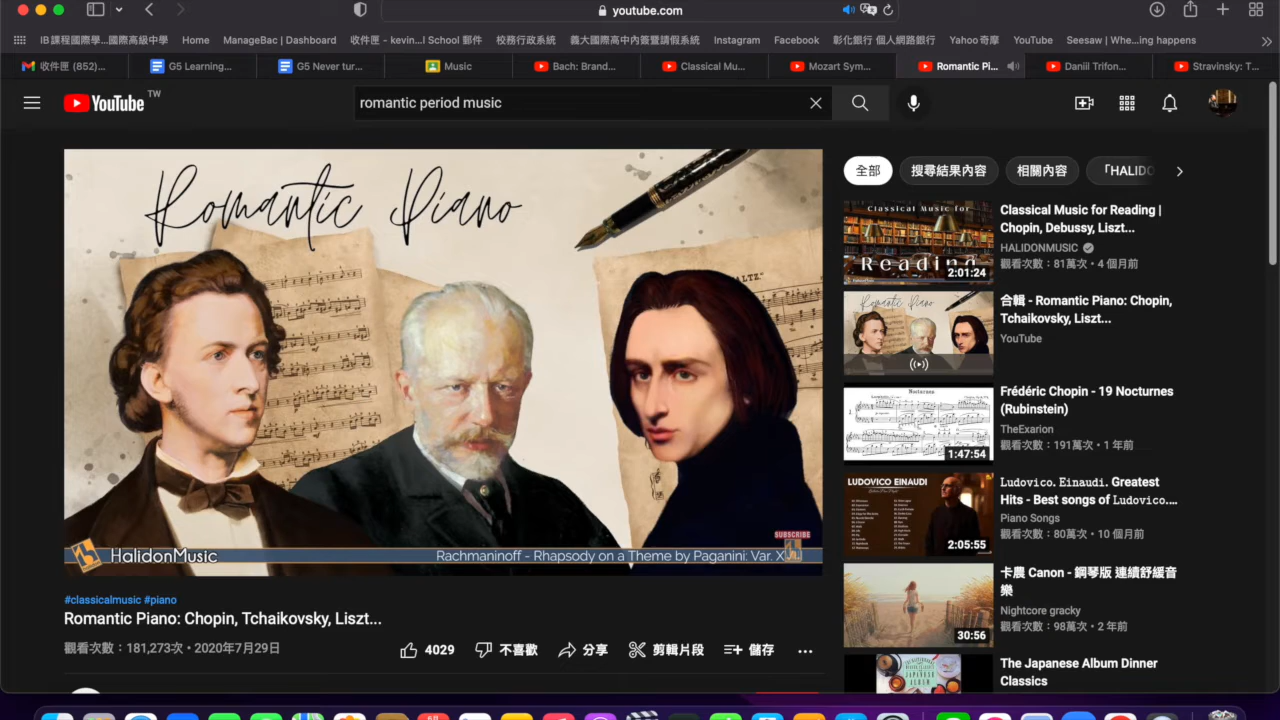 youtube.com
IB課程國際學...國際高級中學 Home ManageBac | Dashboard 收件匣 - kevin...l School 郵件 校務行政系統 義大國際高中內簽暨請假系統 Instagram Facebook 彰化銀行 個人網路銀行 Yahoo奇摩 YouTube Seesaw | Whe...ing happens
收件匣 (852)... G5 Learning... G5 Never tur... Music Bach: Brand... Classical Mu... Mozart Sym... Romantic Pi... Daniil Trifon... Stravinsky: T...
YouTube TW
romantic period music
Romantic Piano
HalidonMusic
Rachmaninoff - Rhapsody on a Theme by Paganini: Var. X
SUBSCRIBE
#classicalmusic #piano
Romantic Piano: Chopin, Tchaikovsky, Liszt...
觀看次數：181,273次・2020年7月29日
4029 不喜歡 分享 剪輯片段 儲存
全部 搜尋結果內容 相關內容 「HALIDO
Classical Music for
Reading
2:01:24
Classical Music for Reading |
Chopin, Debussy, Liszt...
HALIDONMUSIC
觀看次數：81萬次・4 個月前
Romantic Piano
合輯 - Romantic Piano: Chopin,
Tchaikovsky, Liszt...
YouTube
Nocturnes
1:47:54
Frédéric Chopin - 19 Nocturnes
(Rubinstein)
TheExarion
觀看次數：191萬次・1 年前
LUDOVICO EINAUDI
2:05:55
Ludovico.Einaudi. Greatest
Hits - Best songs of Ludovico....
Piano Songs
觀看次數：80萬次・10 個月前
30:56
卡農 Canon - 鋼琴版 連續舒緩音
樂
Nightcore gracky
觀看次數：98萬次・2 年前
The Japanese Album Dinner
Classics